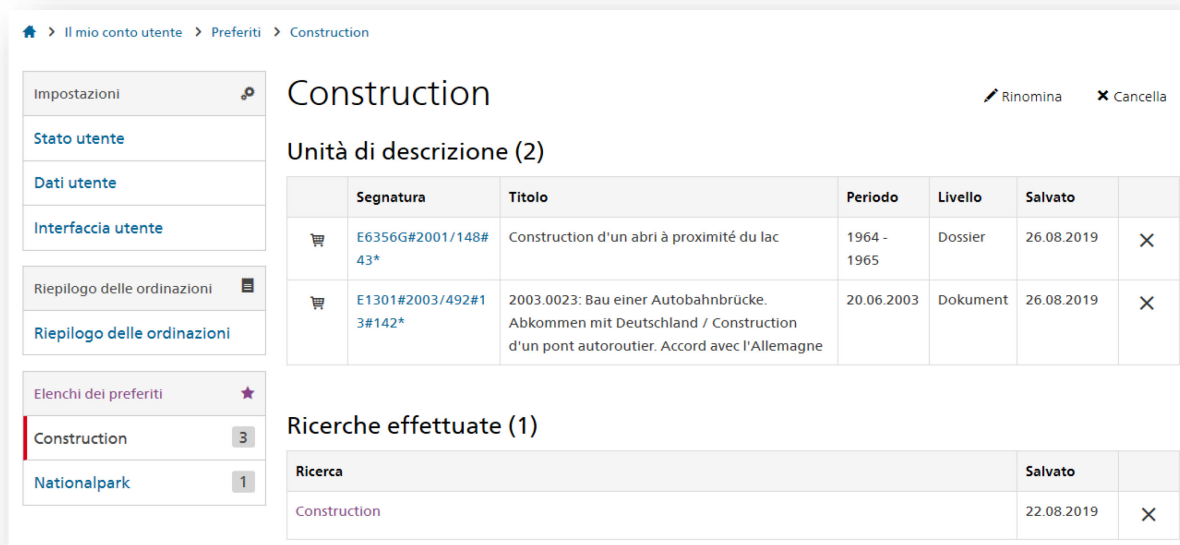 Il mio conto utente > Preferiti > Construction
Impostazioni
Stato utente
Dati utente
Interfaccia utente
Riepilogo delle ordinazioni
Riepilogo delle ordinazioni
Elenchi dei preferiti
Construction 3
Nationalpark 1
Construction
Rinomina
Cancella
Unità di descrizione (2)
Segnatura Titolo Periodo Livello Salvato
E6356G#2001/148# Construction d'un abri à proximité du lac 1964 - Dossier 26.08.2019
43* 1965
E1301#2003/492#1 2003.0023: Bau einer Autobahnbrücke. 20.06.2003 Dokument 26.08.2019
3#142* Abkommen mit Deutschland / Construction
d'un pont autoroutier. Accord avec l'Allemagne
Ricerche effettuate (1)
Ricerca Salvato
Construction 22.08.2019